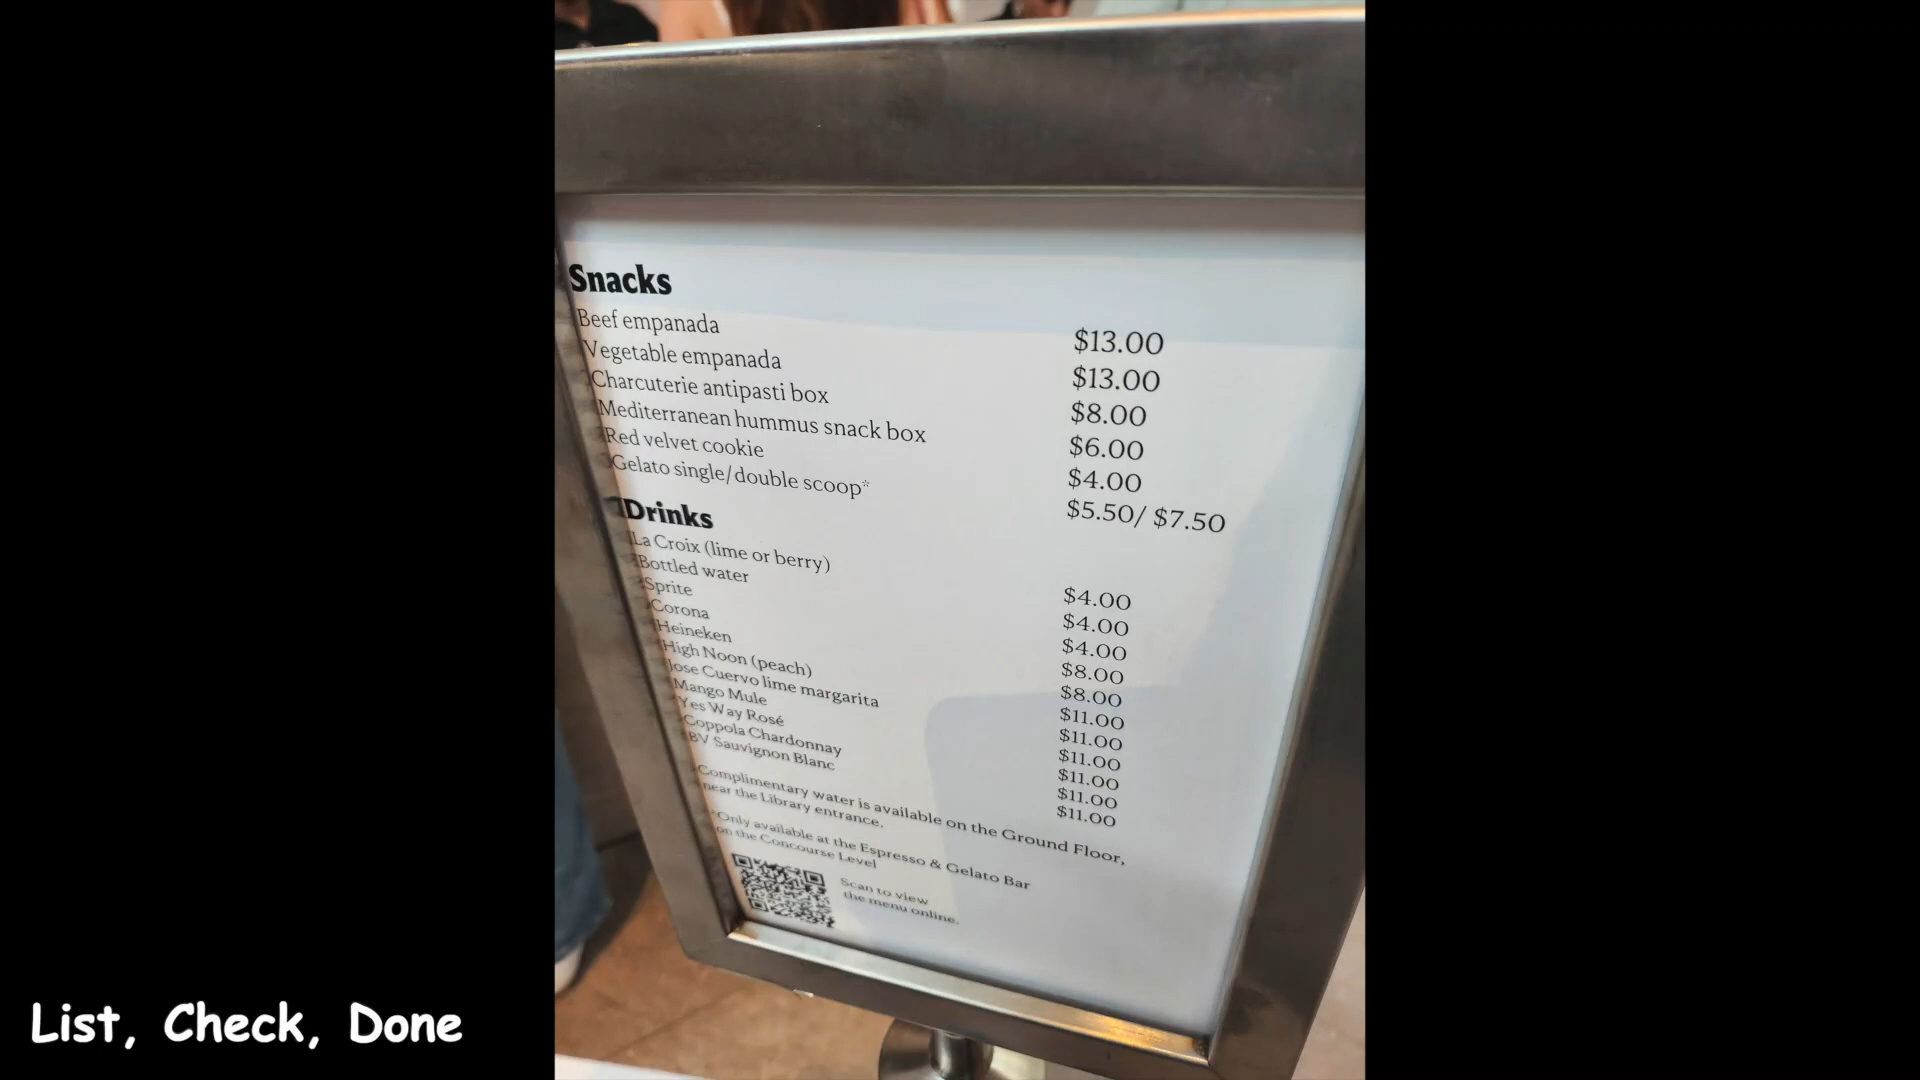 Snacks
Beef empanada $13.00
Vegetable empanada $13.00
Charcuterie antipasti box $8.00
Mediterranean hummus snack box $6.00
Red velvet cookie $4.00
Gelato single/double scoop* $5.50/ $7.50
Drinks
La Croix (lime or berry) $4.00
Bottled water $4.00
Sprite $4.00
Corona $8.00
Heineken $8.00
High Noon (peach) $11.00
Jose Cuervo lime margarita $11.00
Mango Mule $11.00
Yes Way Rosé $11.00
Coppola Chardonnay $11.00
BV Sauvignon Blanc $11.00
Complimentary water is available on the Ground Floor,
near the Library entrance.
*Only available at the Espresso & Gelato Bar
on the Concourse Level
Scan to view
the menu online.
List, Check, Done